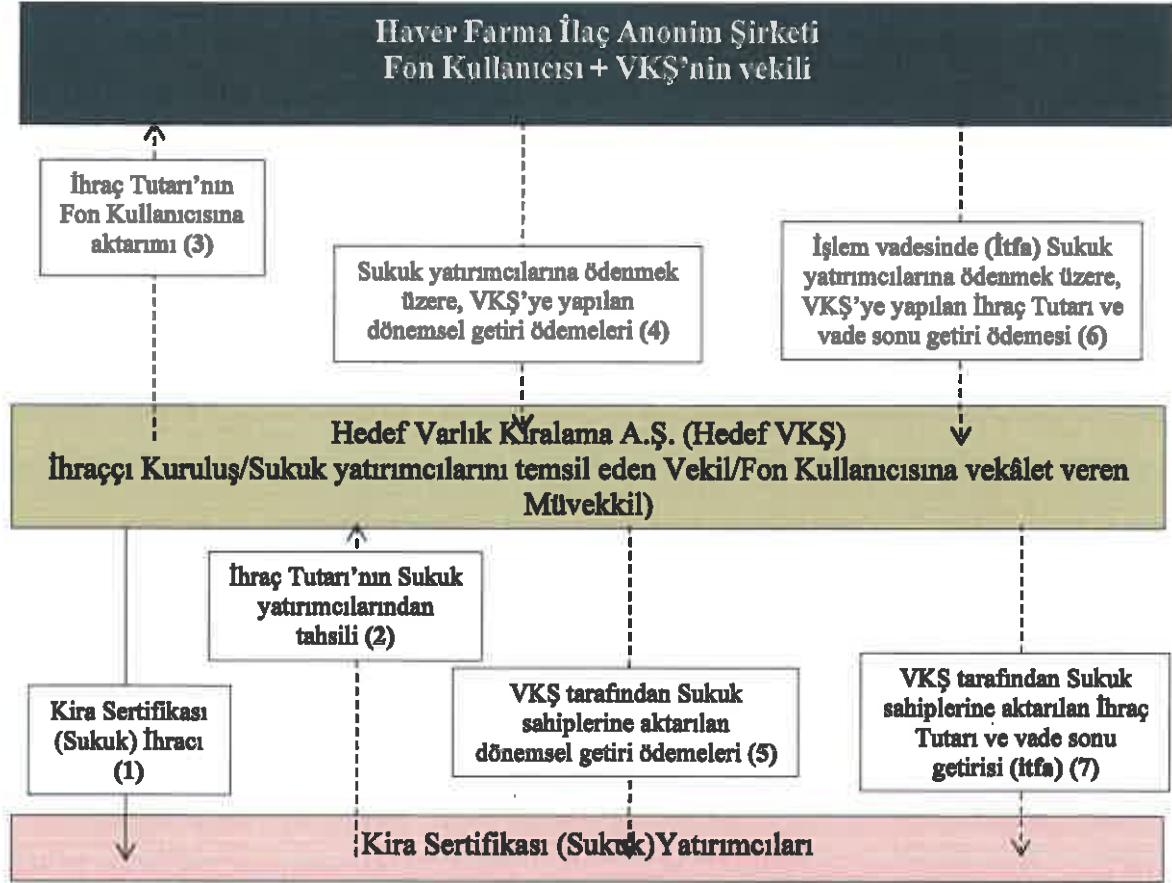 Haver Farma İlaç Anonim Şirketi
Fon Kullanıcısı + VKŞ'nin vekili
İhraç Tutarı'nın
Fon Kullanıcısına
aktarımı (3)
Sukuk yatırımcılarına ödenmek
üzere, VKŞ'ye yapılan
dönemsel getiri ödemeleri (4)
İşlem vadesinde (İtfa) Sukuk
yatırımcılarına ödenmek üzere,
VKŞ'ye yapılan İhraç Tutarı ve
vade sonu getiri ödemesi (6)
Hedef Varlık Kiralama A.Ş. (Hedef VKŞ)
İhraççı Kuruluş/Sukuk yatırımcılarını temsil eden Vekil/Fon Kullanıcısına vekâlet veren
Müvekkil)
İhraç Tutarı'nın Sukuk
yatırımcılarından
tahsili (2)
Kira Sertifikası
(Sukuk) İhracı
(1)
VKŞ tarafından Sukuk
sahiplerine aktarılan
dönemsel getiri ödemeleri (5)
VKŞ tarafından Sukuk
sahiplerine aktarılan İhraç
Tutarı ve vade sonu
getirisi (itfa) (7)
Kira Sertifikası (Sukuk)Yatırımcıları